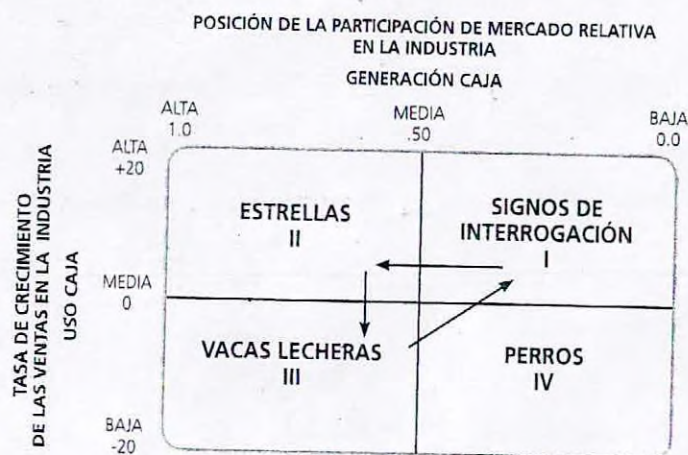 POSICIÓN DE LA PARTICIPACIÓN DE MERCADO RELATIVA
EN LA INDUSTRIA
GENERACIÓN CAJA
ALTA
1.0
MEDIA
.50
BAJA
0.0
TASA DE CRECIMIENTO
DE LAS VENTAS EN LA INDUSTRIA
USO CAJA
ALTA
+20
MEDIA
0
BAJA
-20
ESTRELLAS
II
SIGNOS DE
INTERROGACIÓN
I
VACAS LECHERAS
III
PERROS
IV